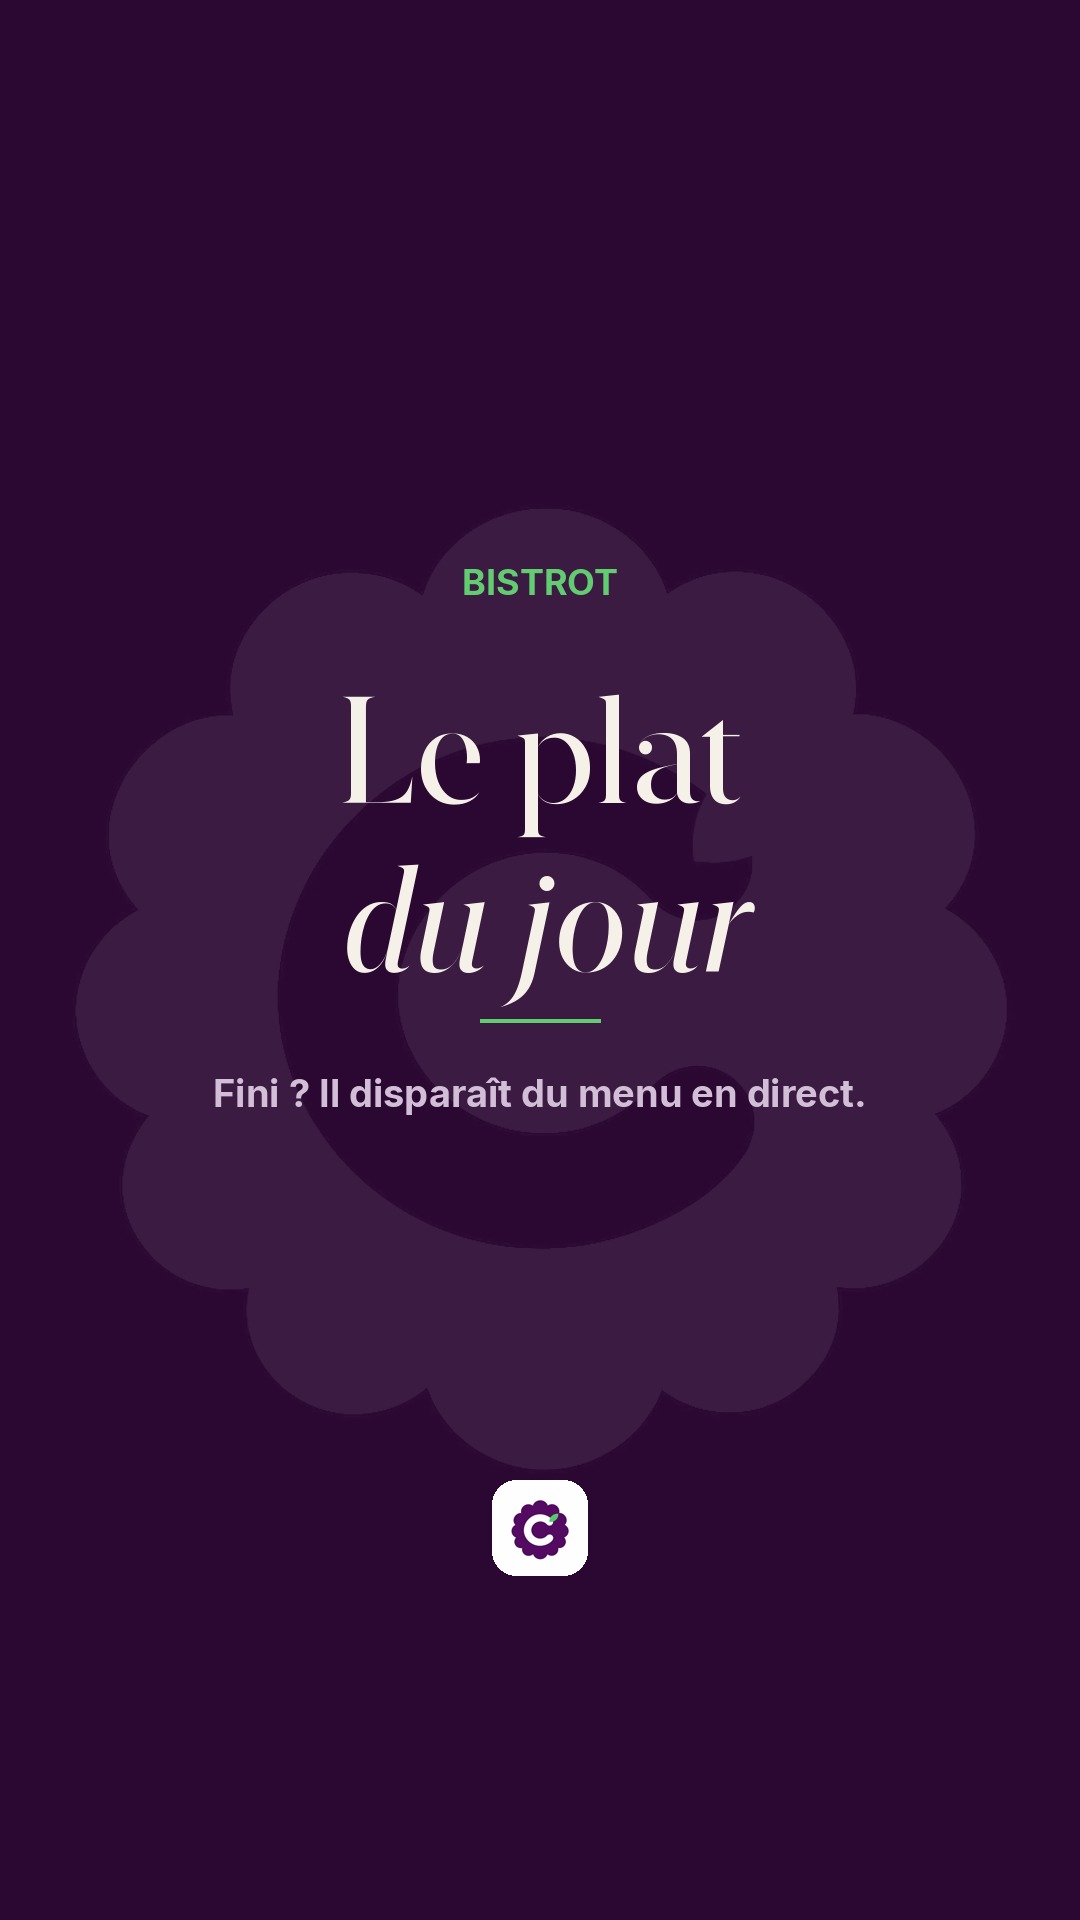 BISTROT
Le plat
du jour
Fini ? Il disparaît du menu en direct.